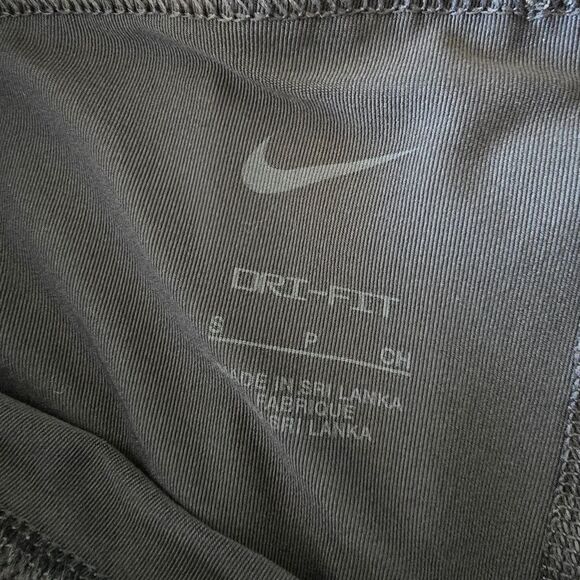 DRI-FIT
S P CH
MADE IN SRI LANKA
FABRIQUE
SRI LANKA